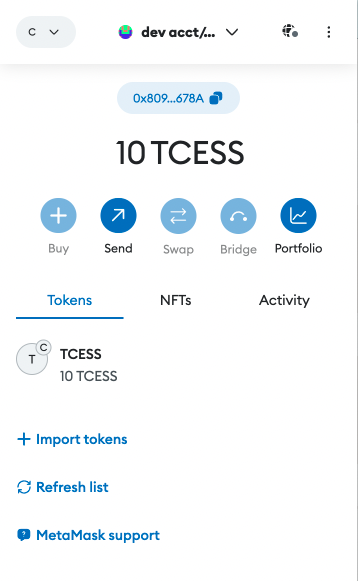 C
dev acct/...
0x809...678A
10 TCESS
Buy
Send
Swap
Bridge
Portfolio
Tokens
NFTs
Activity
T
C
TCESS
10 TCESS
Import tokens
Refresh list
MetaMask support